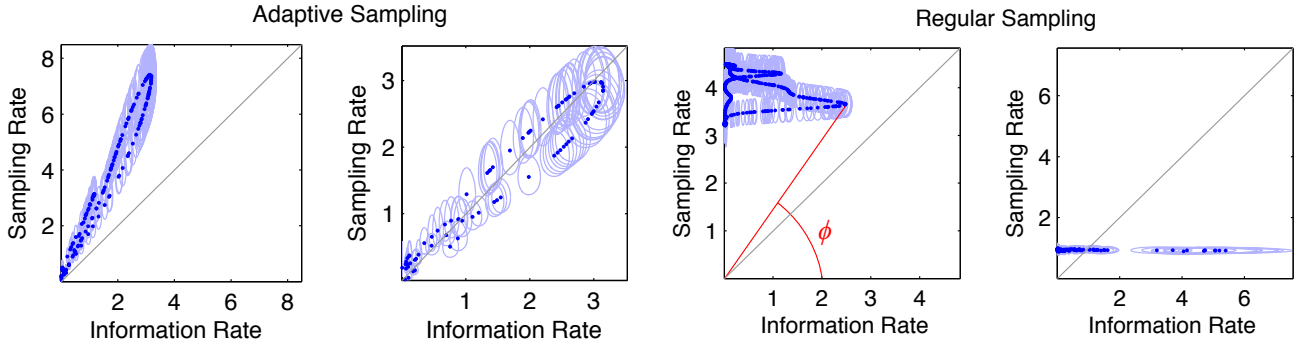 Adaptive Sampling
Regular Sampling
Sampling Rate
8
6
4
2
2
4
6
8
Information Rate
Sampling Rate
3
2
1
1
2
3
Information Rate
Sampling Rate
4
3
2
1
ϕ
1
2
3
4
Information Rate
Sampling Rate
6
4
2
2
4
6
Information Rate